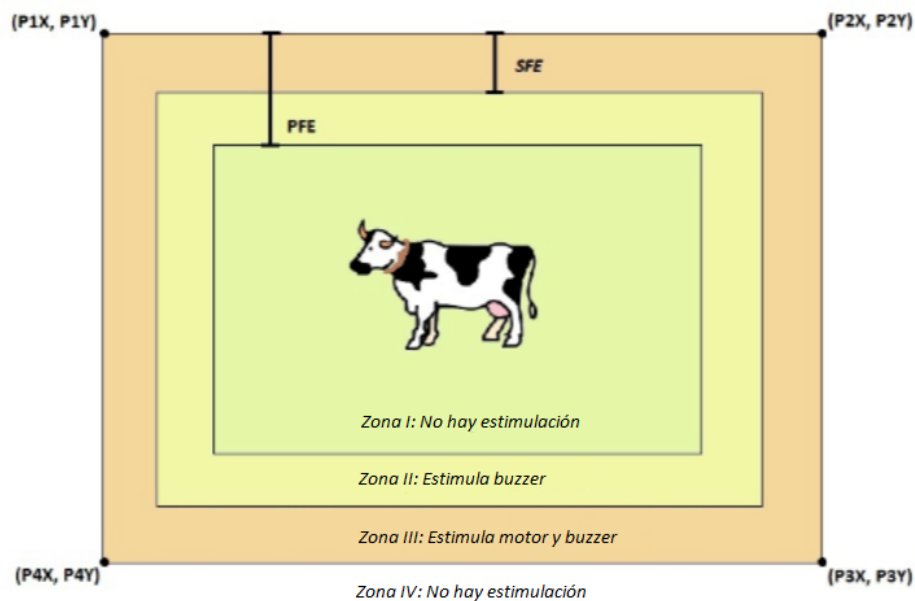 (P1X, P1Y)
(P2X, P2Y)
SFE
PFE
Zona I: No hay estimulación
Zona II: Estimula buzzer
Zona III: Estimula motor y buzzer
(P4X, P4Y)
(P3X, P3Y)
Zona IV: No hay estimulación